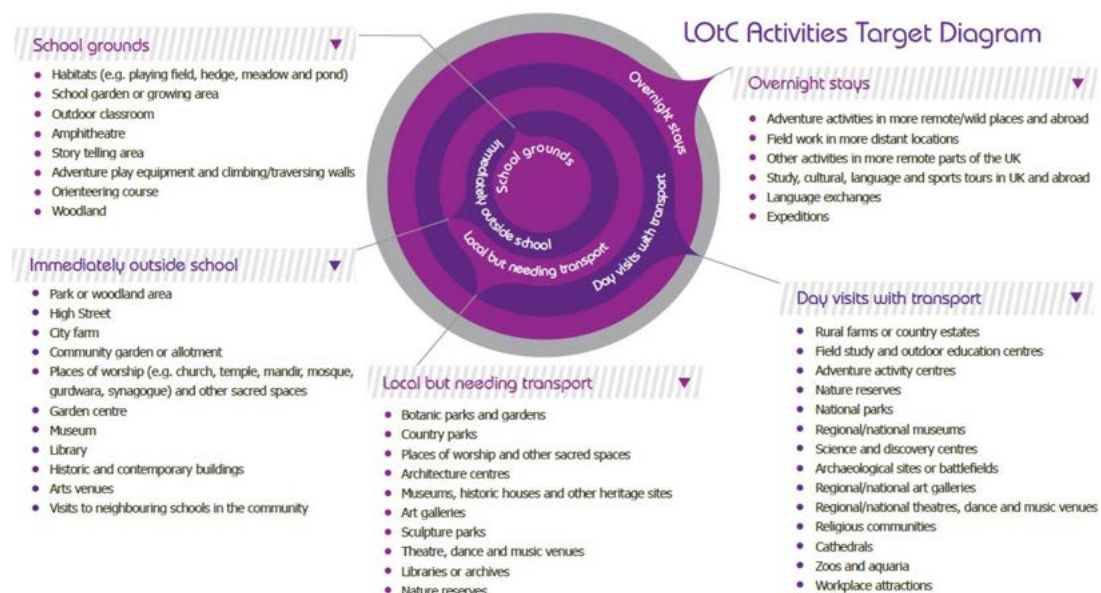 LOtC Activities Target Diagram
School grounds
Habitats (e.g. playing field, hedge, meadow and pond)
School garden or growing area
Outdoor classroom
Amphitheatre
Story telling area
Adventure play equipment and climbing/traversing walls
Orienteering course
Woodland
Immediately outside school
Park or woodland area
High Street
City farm
Community garden or allotment
Places of worship (e.g. church, temple, mandir, mosque,
gurdwara, synagogue) and other sacred spaces
Garden centre
Museum
Library
Historic and contemporary buildings
Arts venues
Visits to neighbouring schools in the community
School grounds
Immediately outside school
Local but needing transport
Day visits with transport
Overnight stays
Local but needing transport
Botanic parks and gardens
Country parks
Places of worship and other sacred spaces
Architecture centres
Museums, historic houses and other heritage sites
Art galleries
Sculpture parks
Theatre, dance and music venues
Libraries or archives
Nature reserves
Overnight stays
Adventure activities in more remote/wild places and abroad
Field work in more distant locations
Other activities in more remote parts of the UK
Study, cultural, language and sports tours in UK and abroad
Language exchanges
Expeditions
Day visits with transport
Rural farms or country estates
Field study and outdoor education centres
Adventure activity centres
Nature reserves
National parks
Regional/national museums
Science and discovery centres
Archaeological sites or battlefields
Regional/national art galleries
Regional/national theatres, dance and music venues
Religious communities
Cathedrals
Zoos and aquaria
Workplace attractions